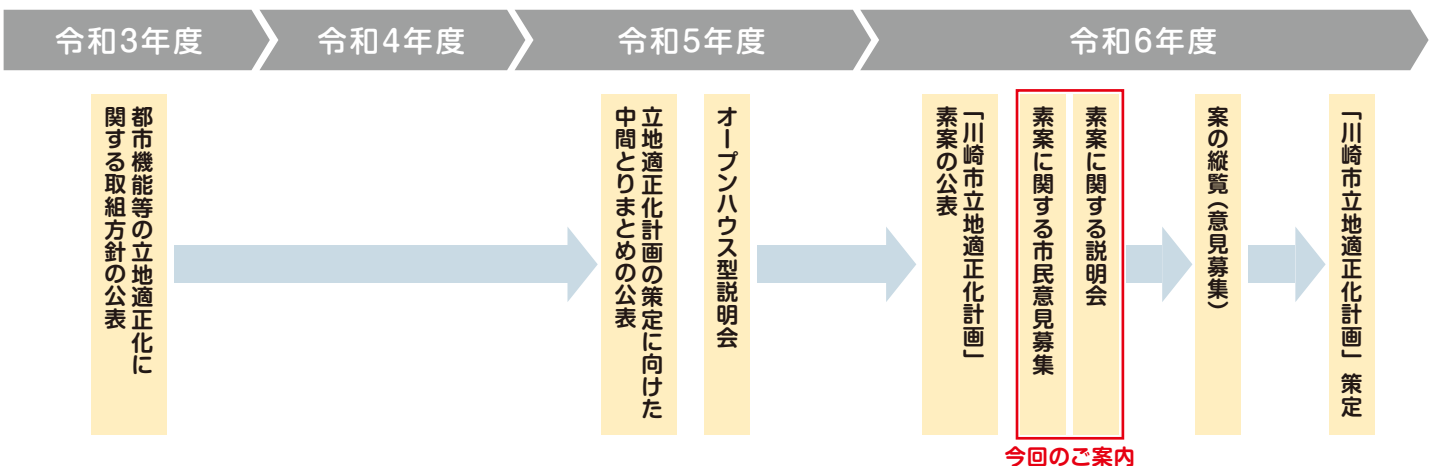 令和3年度
令和4年度
令和5年度
令和6年度
都市機能等の立地適正化に
関する取組方針の公表
立地適正化計画の策定に向けた
中間とりまとめの公表
オープンハウス型説明会
「川崎市立地適正化計画」
素案の公表
素案に関する市民意見募集
素案に関する説明会
案の縦覧(意見募集)
「川崎市立地適正化計画」策定
今回のご案内